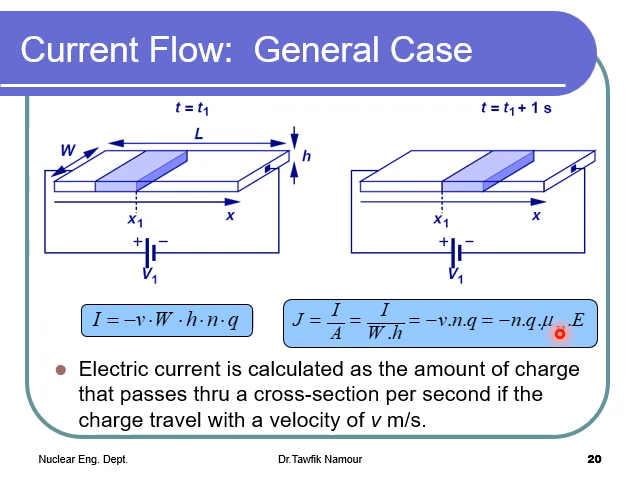 Current Flow: General Case
t = t1
t = t1 + 1 s
L
W
h
x1
x
x1
x
+ −
+ −
V1
V1
I = −v · W · h · n · q
J = I/A = I/W.h = −v.n.q = −n.q.μ .E
Electric current is calculated as the amount of charge
that passes thru a cross-section per second if the
charge travel with a velocity of v m/s.
Nuclear Eng. Dept.
Dr.Tawfik Namour
20